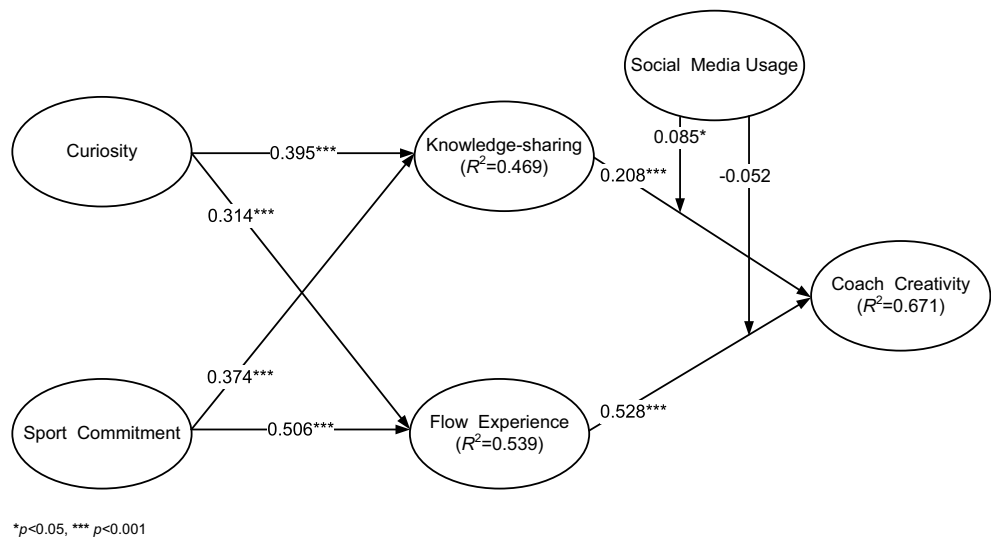 Social Media Usage
Curiosity
0.395***
Knowledge-sharing
(R²=0.469)
0.085*
0.208***
-0.052
0.314***
Coach Creativity
(R²=0.671)
0.374***
Sport Commitment
0.506***
Flow Experience
(R²=0.539)
0.528***
*p<0.05, *** p<0.001